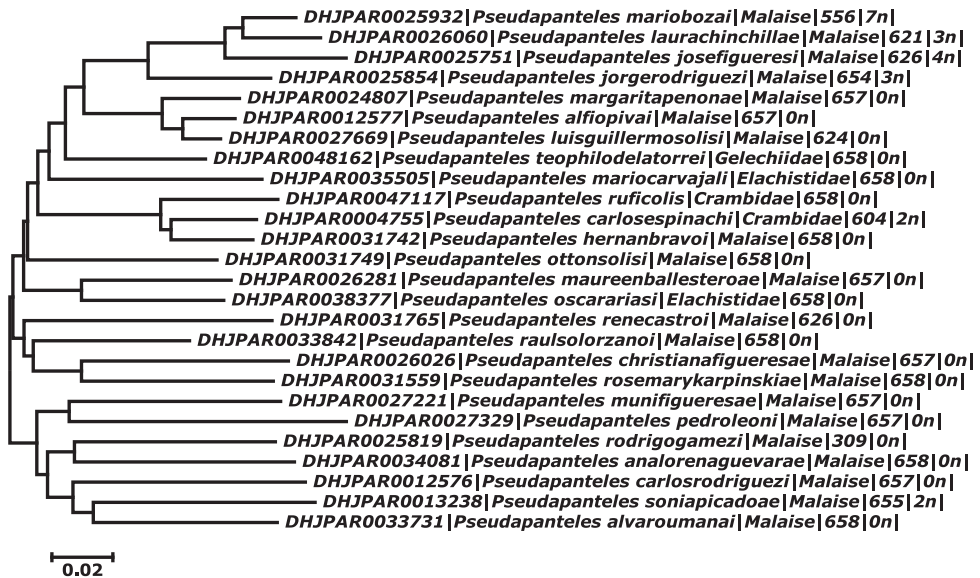 DHJPAR0025932|Pseudapanteles mariobozai|Malaise|556|7n|
DHJPAR0026060|Pseudapanteles laurachinchillae|Malaise|621|3n|
DHJPAR0025751|Pseudapanteles josefigueresi|Malaise|626|4n|
DHJPAR0025854|Pseudapanteles jorgerodriguezi|Malaise|654|3n|
DHJPAR0024807|Pseudapanteles margaritapenonae|Malaise|657|0n|
DHJPAR0012577|Pseudapanteles alfiopivai|Malaise|657|0n|
DHJPAR0027669|Pseudapanteles luisguillermosolisi|Malaise|624|0n|
DHJPAR0048162|Pseudapanteles teophilodelatorrei|Gelechiidae|658|0n|
DHJPAR0035505|Pseudapanteles mariocarvajali|Elachistidae|658|0n|
DHJPAR0047117|Pseudapanteles ruficolis|Crambidae|658|0n|
DHJPAR0004755|Pseudapanteles carlosespinachi|Crambidae|604|2n|
DHJPAR0031742|Pseudapanteles hernanbravoi|Malaise|658|0n|
DHJPAR0031749|Pseudapanteles ottonsolisi|Malaise|658|0n|
DHJPAR0026281|Pseudapanteles maureenballesteroae|Malaise|657|0n|
DHJPAR0038377|Pseudapanteles oscarariasi|Elachistidae|658|0n|
DHJPAR0031765|Pseudapanteles renecastroi|Malaise|626|0n|
DHJPAR0033842|Pseudapanteles raulsolorzanoi|Malaise|658|0n|
DHJPAR0026026|Pseudapanteles christianafigueresae|Malaise|657|0n|
DHJPAR0031559|Pseudapanteles rosemarykarpinskiae|Malaise|658|0n|
DHJPAR0027221|Pseudapanteles munifigueresae|Malaise|657|0n|
DHJPAR0027329|Pseudapanteles pedroleoni|Malaise|657|0n|
DHJPAR0025819|Pseudapanteles rodrigogamezi|Malaise|309|0n|
DHJPAR0034081|Pseudapanteles analorenaguevarae|Malaise|658|0n|
DHJPAR0012576|Pseudapanteles carlosrodriguezi|Malaise|657|0n|
DHJPAR0013238|Pseudapanteles soniapicadoae|Malaise|655|2n|
DHJPAR0033731|Pseudapanteles alvaroumanai|Malaise|658|0n|
0.02